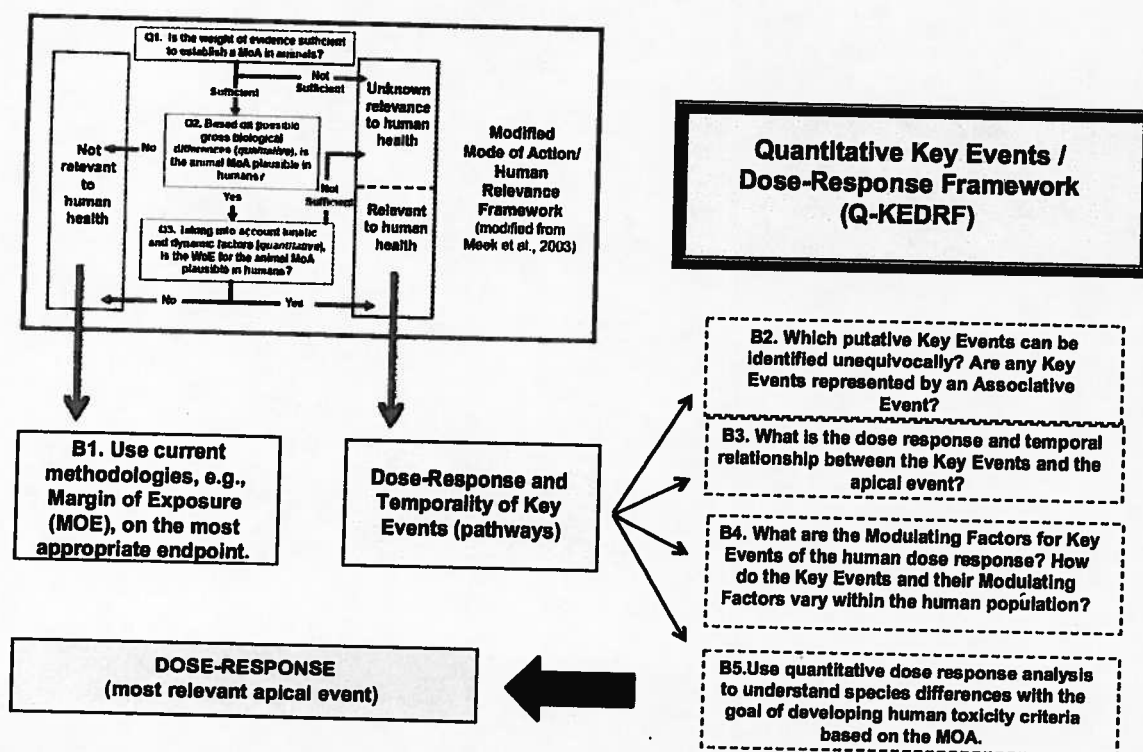 Q1. Is the weight of evidence sufficient
to establish a MoA in animals?
Not
Sufficient
Sufficient
Unknown
relevance
to human
health
Q2. Based on possible
gross biological
differences (qualitative), is
the animal MoA plausible in
humans?
No
Not
relevant
to
human
health
Not
Sufficient
Yes
Relevant
to human
health
Q3. Taking into account kinetic
and dynamic factors (quantitative),
is the WoE for the animal MoA
plausible in humans?
No
Yes
Modified
Mode of Action/
Human
Relevance
Framework
(modified from
Meek et al., 2003)
Quantitative Key Events /
Dose-Response Framework
(Q-KEDRF)
B1. Use current
methodologies, e.g.,
Margin of Exposure
(MOE), on the most
appropriate endpoint.
Dose-Response and
Temporality of Key
Events (pathways)
B2. Which putative Key Events can be
identified unequivocally? Are any Key
Events represented by an Associative
Event?
B3. What is the dose response and temporal
relationship between the Key Events and the
apical event?
B4. What are the Modulating Factors for Key
Events of the human dose response? How
do the Key Events and their Modulating
Factors vary within the human population?
B5.Use quantitative dose response analysis
to understand species differences with the
goal of developing human toxicity criteria
based on the MOA.
DOSE-RESPONSE
(most relevant apical event)